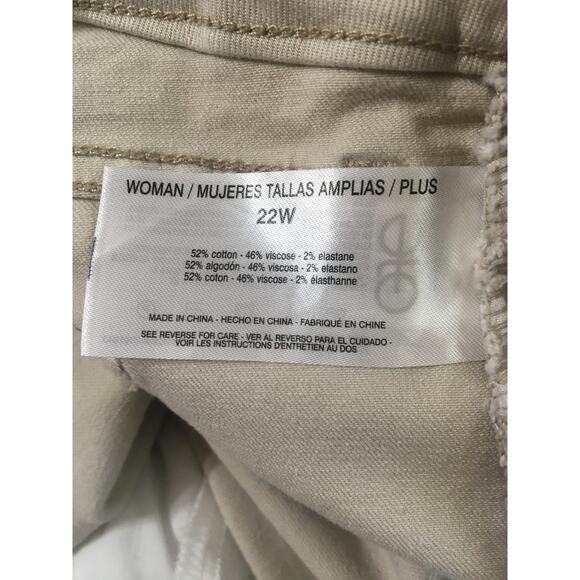 WOMAN / MUJERES TALLAS AMPLIAS / PLUS
22W
52% cotton - 46% viscose - 2% elastane
52% algodón - 46% viscosa - 2% elastano
52% coton - 46% viscose - 2% élasthanne
MADE IN CHINA - HECHO EN CHINA - FABRIQUÉ EN CHINE
SEE REVERSE FOR CARE - VER AL REVERSO PARA EL CUIDADO -
VOIR LES INSTRUCTIONS D'ENTRETIEN AU DOS